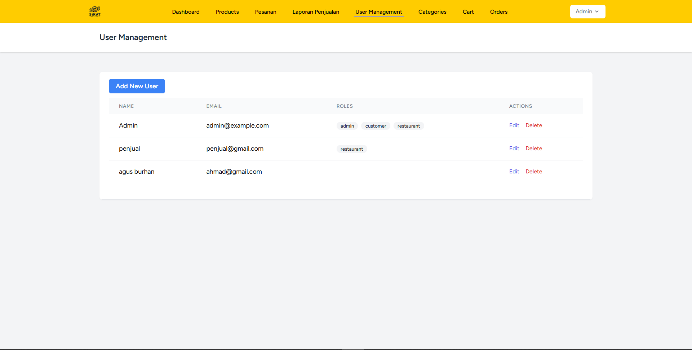 Dashboard Products Pesanan Laporan Penjualan User Management Categories Cart Orders Admin
User Management
Add New User
NAME EMAIL ROLES ACTIONS
Admin admin@example.com admin customer restaurant Edit Delete
penjual penjual@gmail.com restaurant Edit Delete
agus burhan ahmad@gmail.com Edit Delete